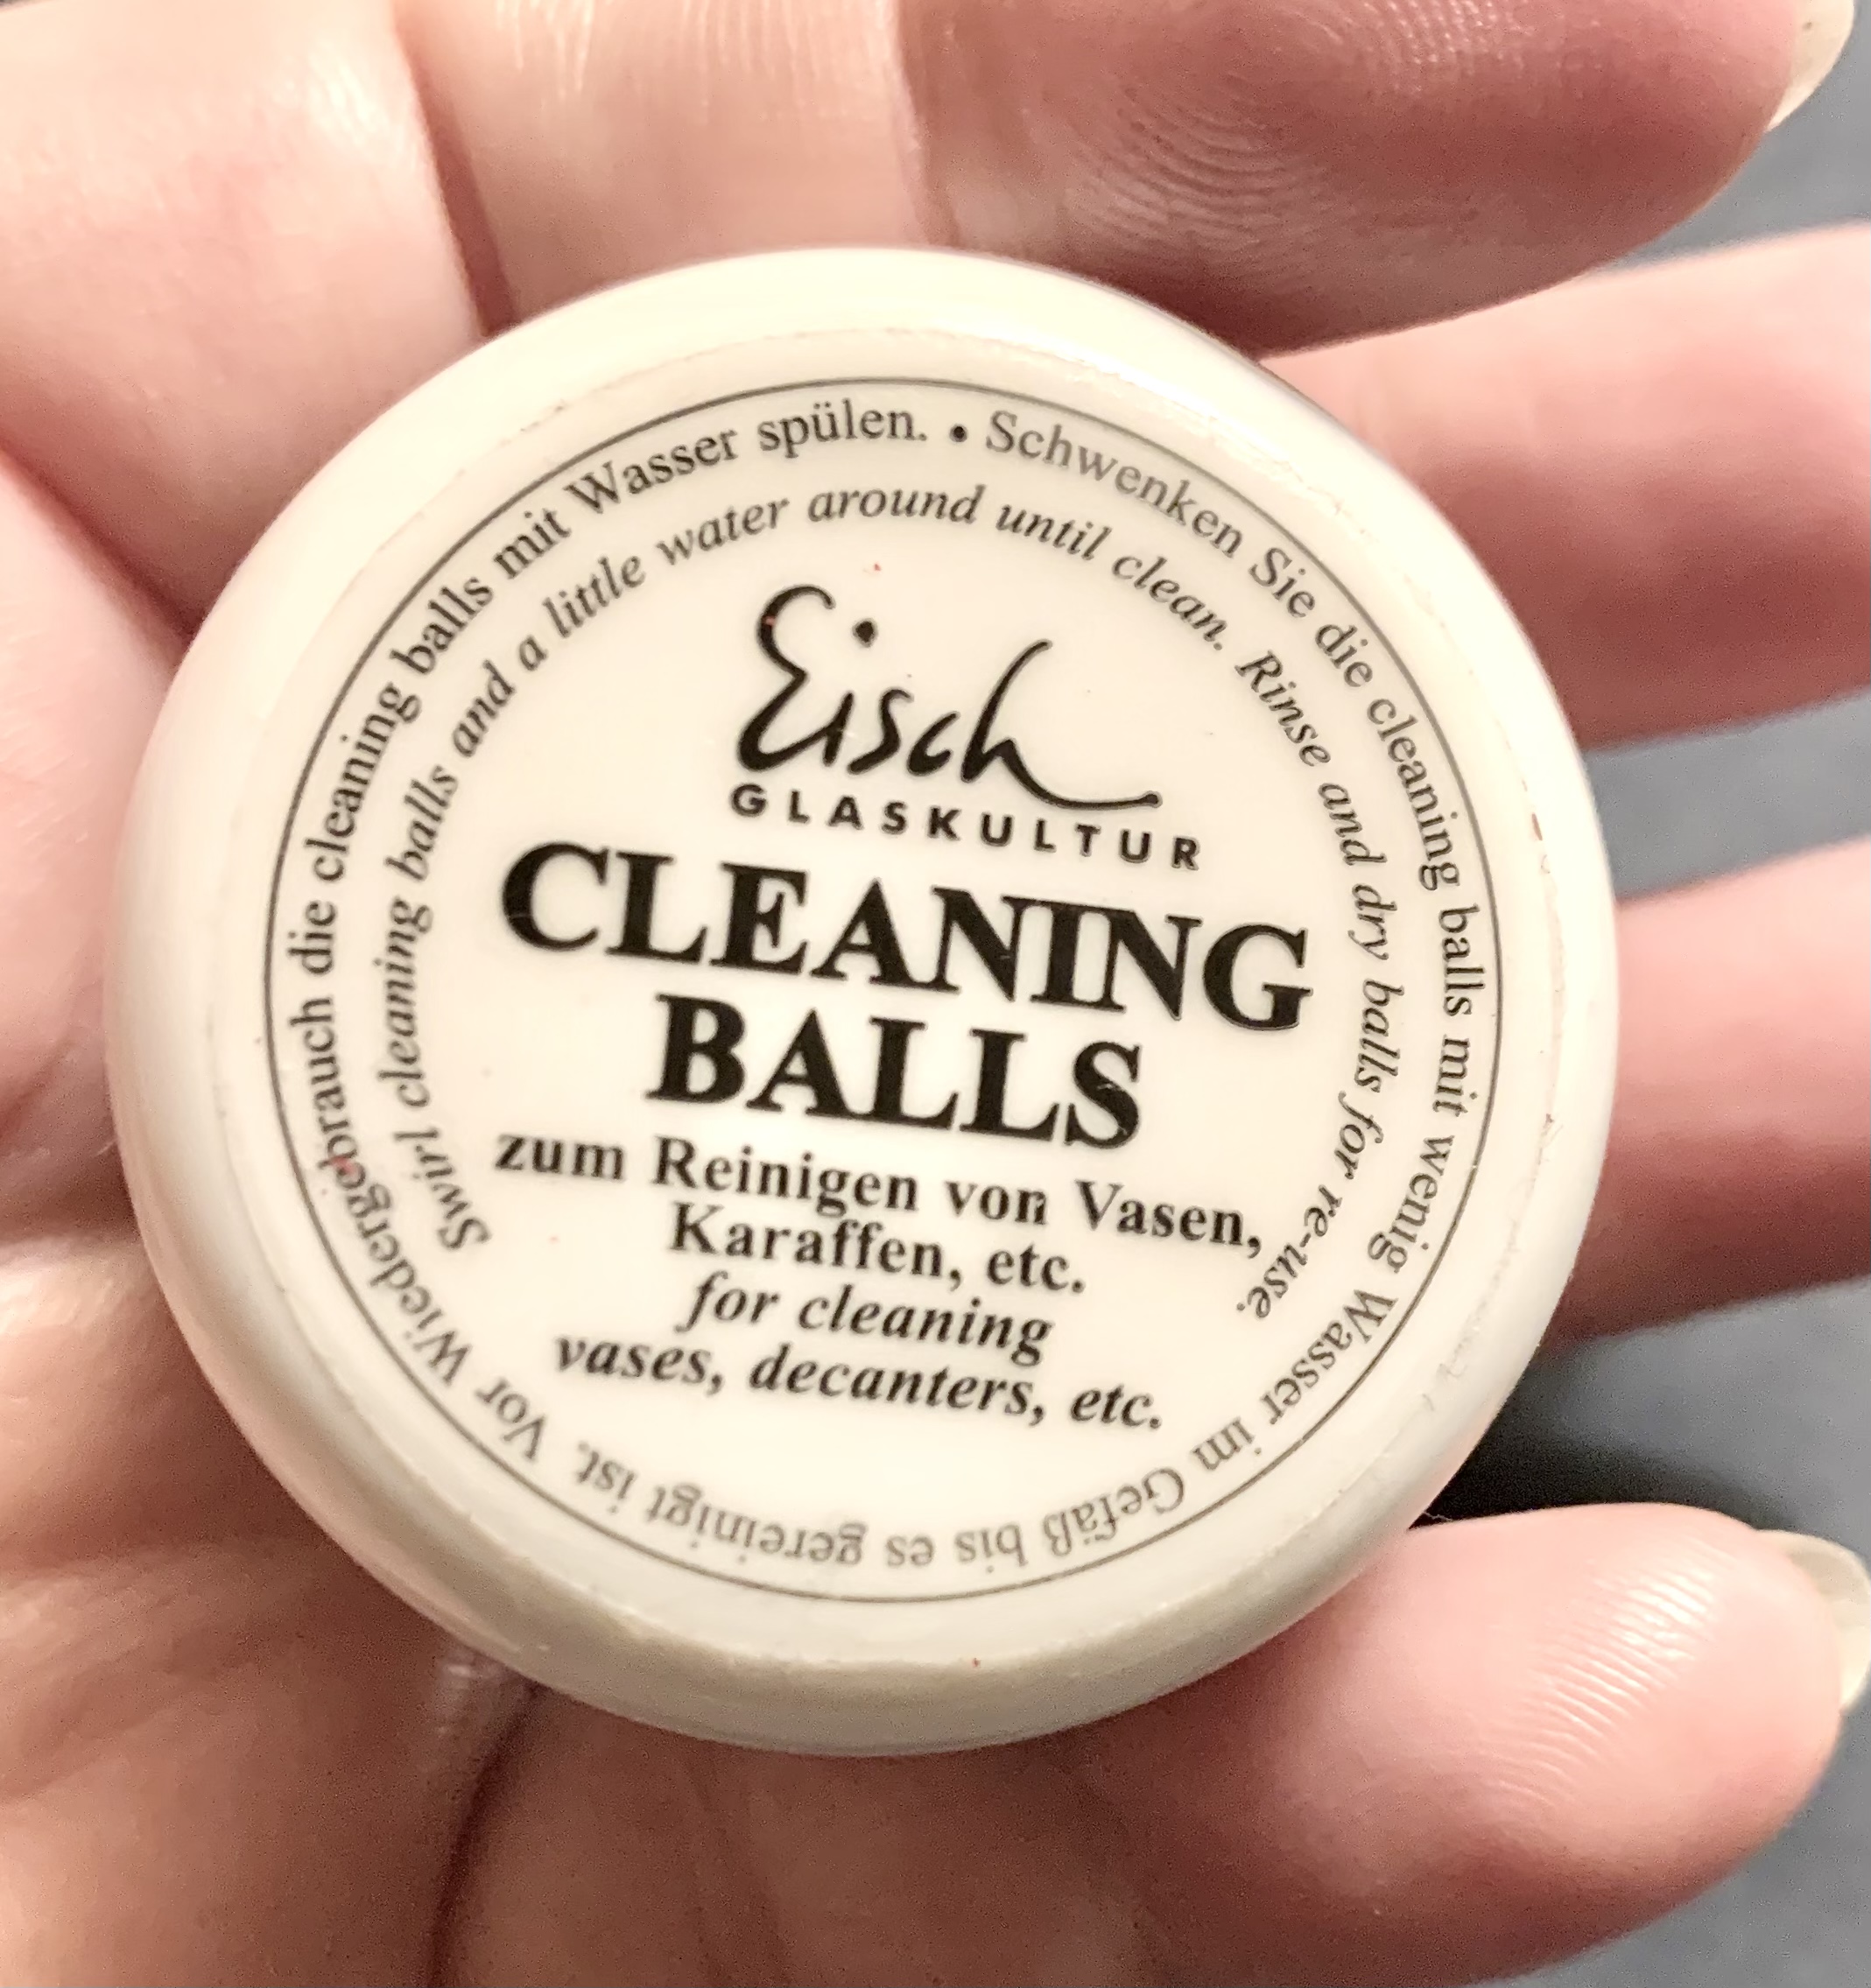 Schwenken Sie die cleaning balls mit wenig Wasser im Gefäß bis es gereinigt ist. Vor Wiedergebrauch die cleaning balls mit Wasser spülen. •
Swirl cleaning balls and a little water around until clean. Rinse and dry balls for re-use.
Eisch
GLASKULTUR
CLEANING
BALLS
zum Reinigen von Vasen,
Karaffen, etc.
for cleaning
vases, decanters, etc.